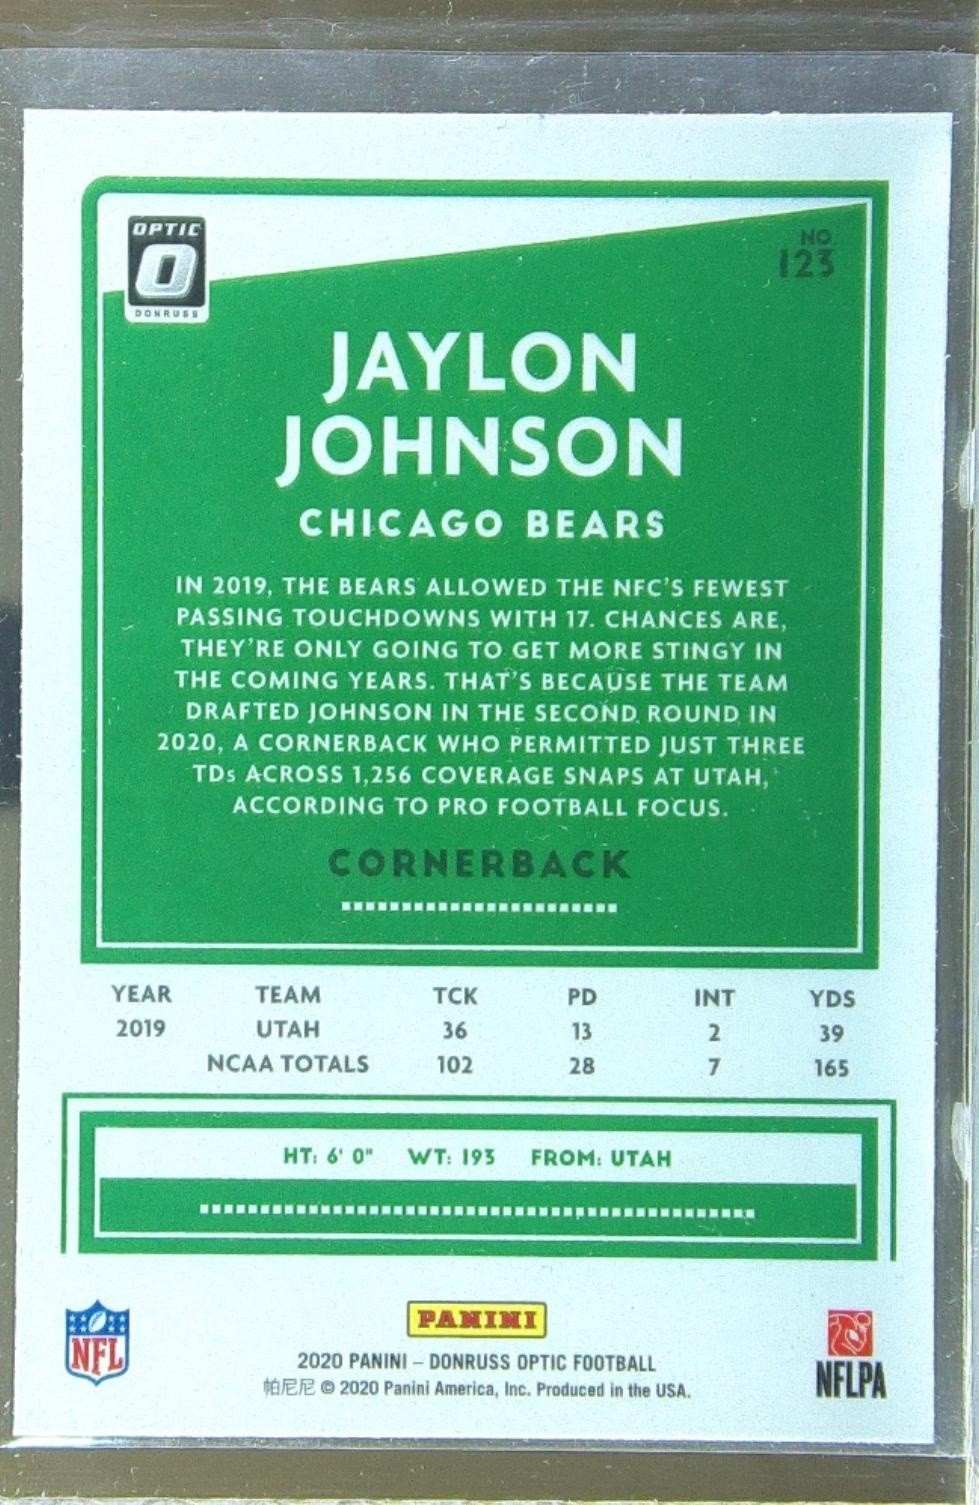 OPTIC
O
DONRUSS
NO.
123
JAYLON
JOHNSON
CHICAGO BEARS
IN 2019, THE BEARS ALLOWED THE NFC'S FEWEST
PASSING TOUCHDOWNS WITH 17. CHANCES ARE,
THEY'RE ONLY GOING TO GET MORE STINGY IN
THE COMING YEARS. THAT'S BECAUSE THE TEAM
DRAFTED JOHNSON IN THE SECOND ROUND IN
2020, A CORNERBACK WHO PERMITTED JUST THREE
TDs ACROSS 1,256 COVERAGE SNAPS AT UTAH,
ACCORDING TO PRO FOOTBALL FOCUS.
CORNERBACK
YEAR TEAM TCK PD INT YDS
2019 UTAH 36 13 2 39
NCAA TOTALS 102 28 7 165
HT: 6' 0" WT: 193 FROM: UTAH
NFL
PANINI
2020 PANINI – DONRUSS OPTIC FOOTBALL
帕尼尼 © 2020 Panini America, Inc. Produced in the USA.
NFLPA